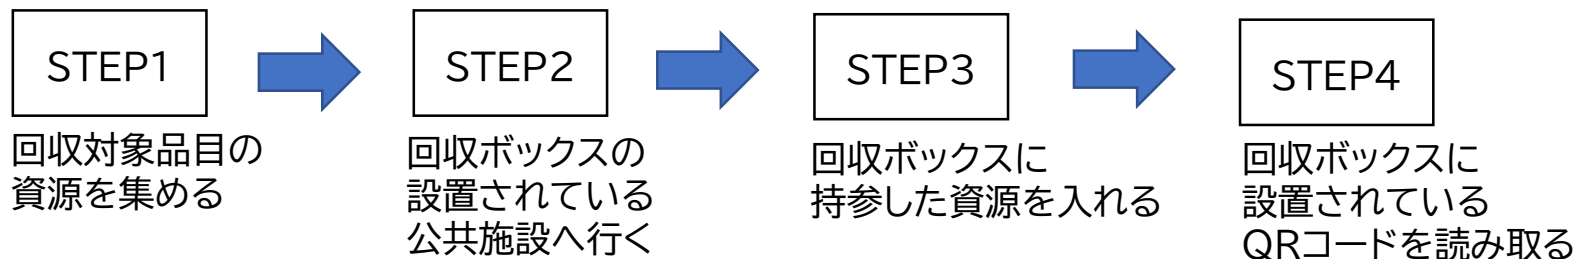 STEP1
回収対象品目の
資源を集める
STEP2
回収ボックスの
設置されている
公共施設へ行く
STEP3
回収ボックスに
持参した資源を入れる
STEP4
回収ボックスに
設置されている
QRコードを読み取る